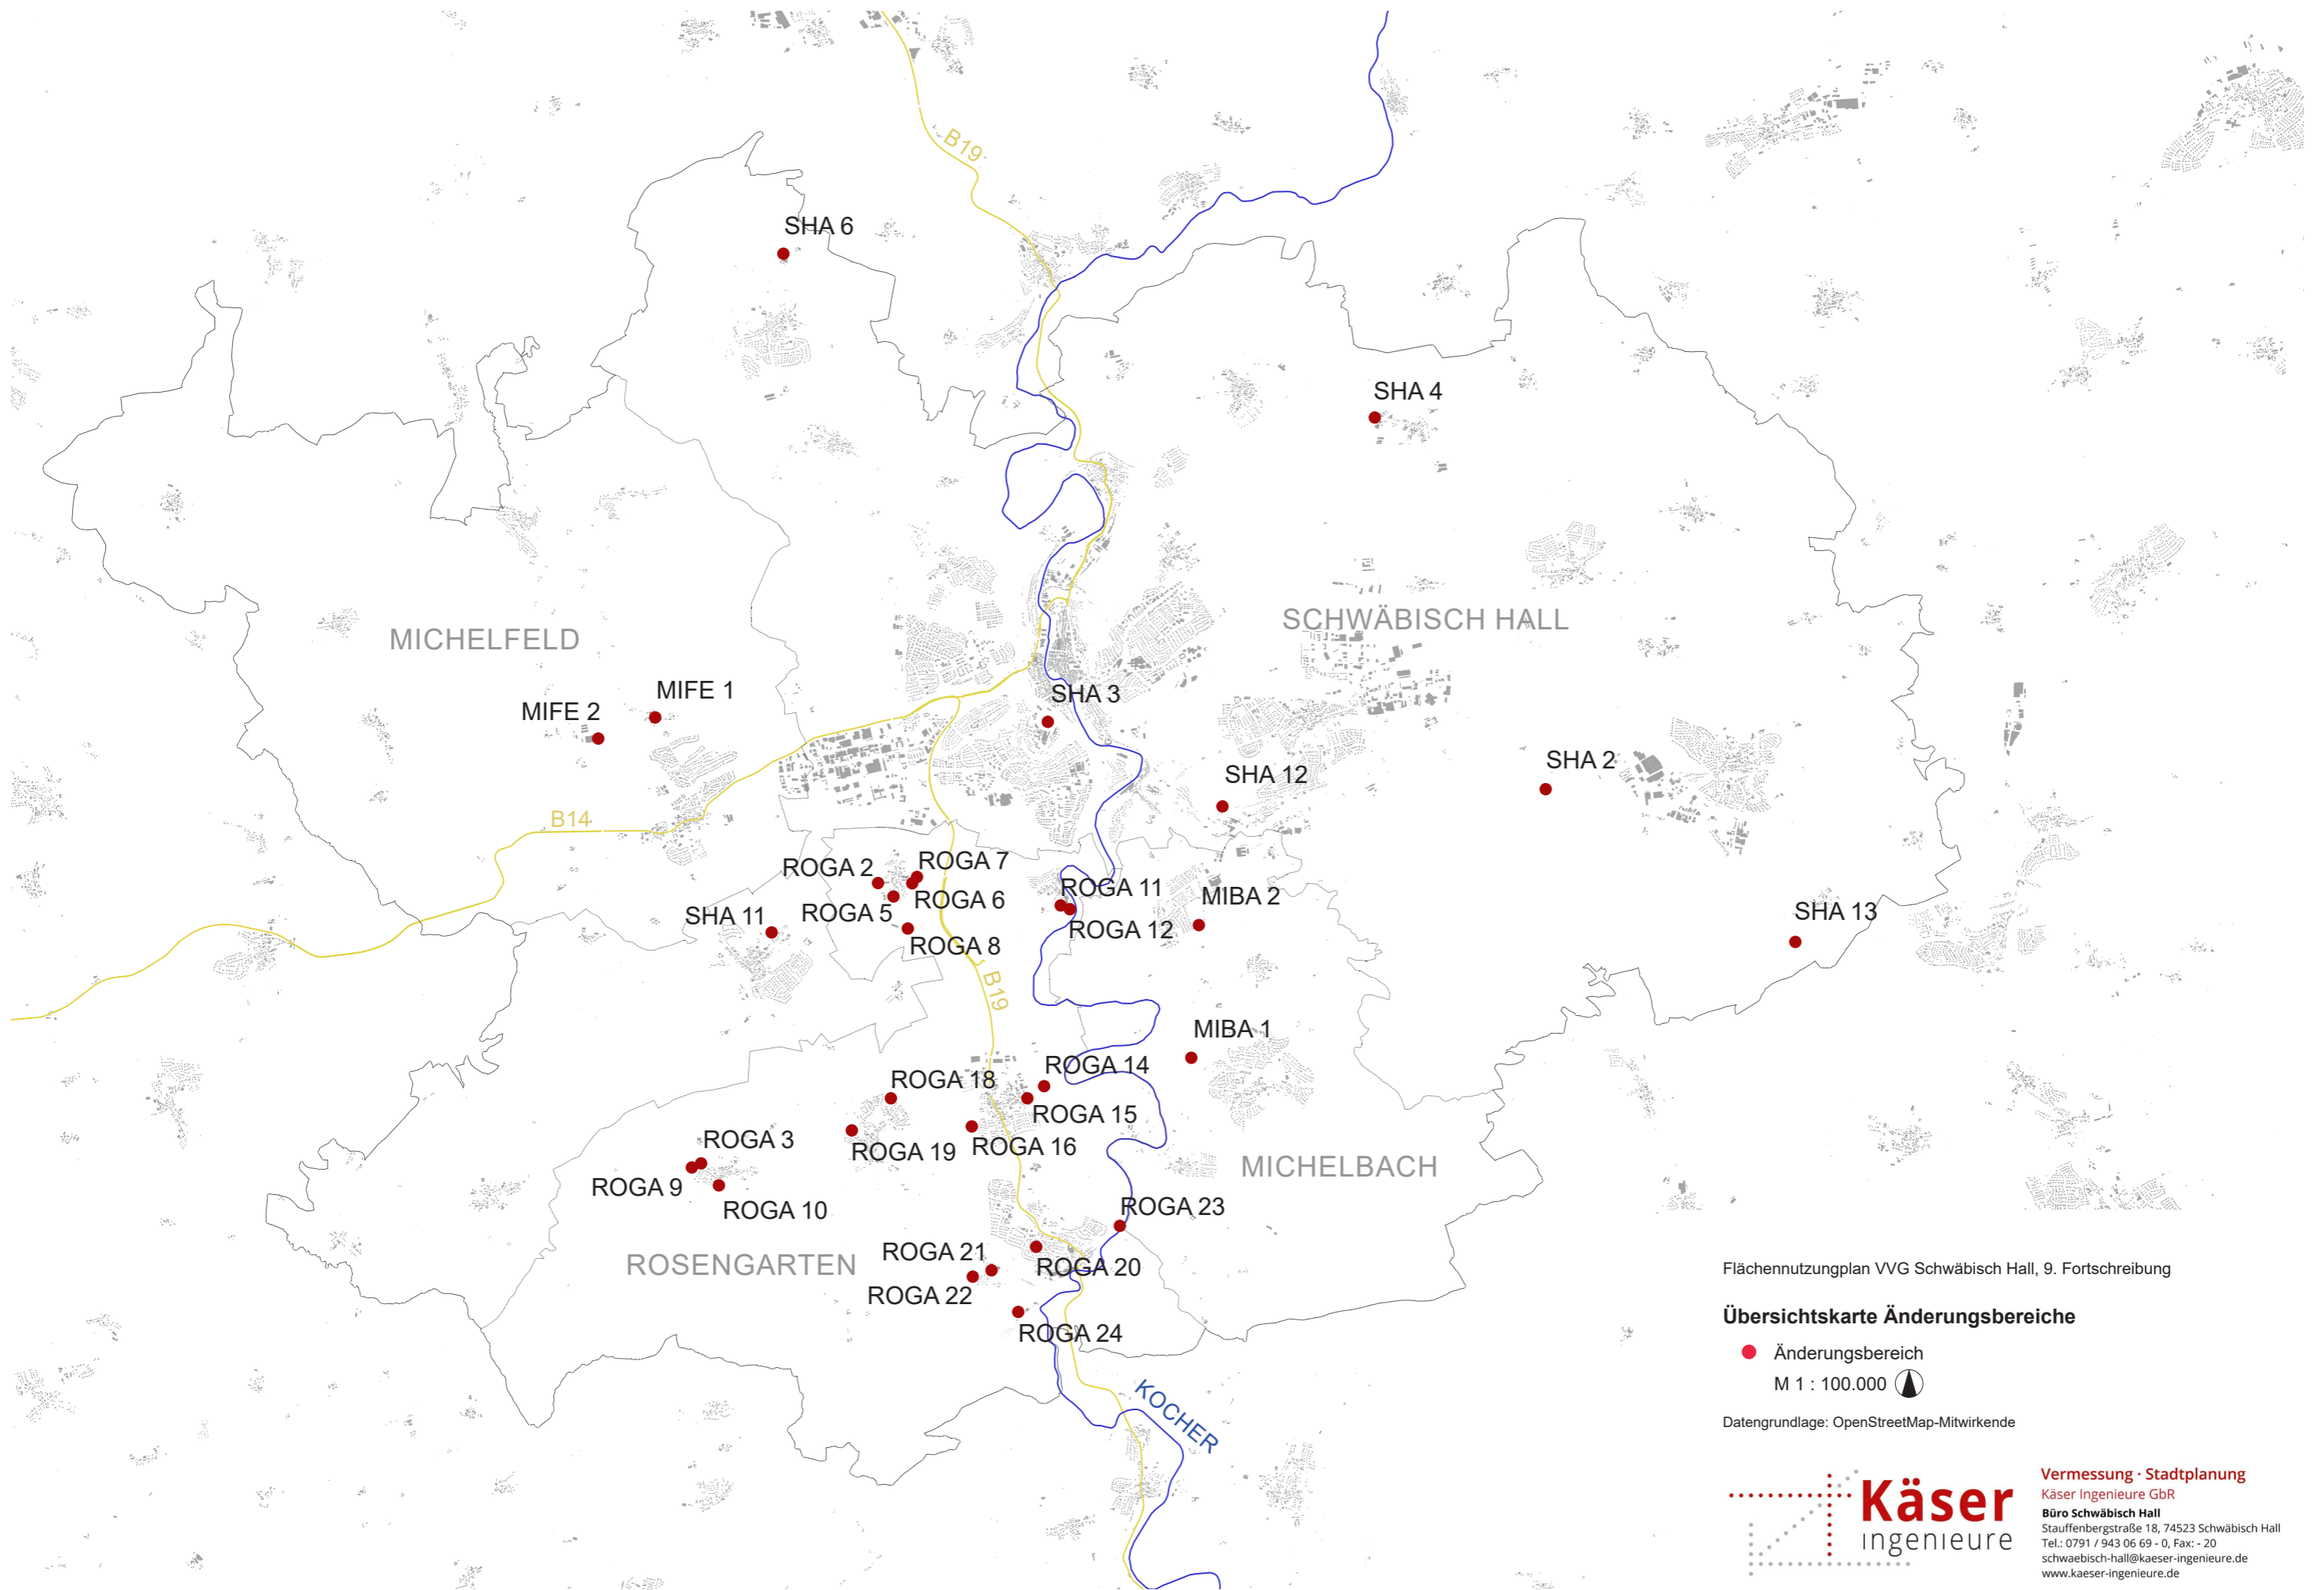 B19
SHA 6
SHA 4
SCHWÄBISCH HALL
MICHELFELD
MIFE 1
SHA 3
MIFE 2
SHA 2
SHA 12
B14
ROGA 7
ROGA 2
ROGA 11
MIBA 2
ROGA 6
ROGA 5
SHA 11
SHA 13
ROGA 12
ROGA 8
B19
MIBA 1
ROGA 14
ROGA 18
ROGA 15
ROGA 3
ROGA 16
ROGA 19
MICHELBACH
ROGA 9
ROGA 10
ROGA 23
ROGA 21
ROSENGARTEN
ROGA 20
ROGA 22
ROGA 24
KOCHER
Flächennutzungplan VVG Schwäbisch Hall, 9. Fortschreibung
Übersichtskarte Änderungsbereiche
Änderungsbereich
M 1 : 100.000
Datengrundlage: OpenStreetMap-Mitwirkende
Käser
ingenieure
Vermessung · Stadtplanung
Käser Ingenieure GbR
Büro Schwäbisch Hall
Stauffenbergstraße 18, 74523 Schwäbisch Hall
Tel.: 0791 / 943 06 69 - 0, Fax: - 20
schwaebisch-hall@kaeser-ingenieure.de
www.kaeser-ingenieure.de